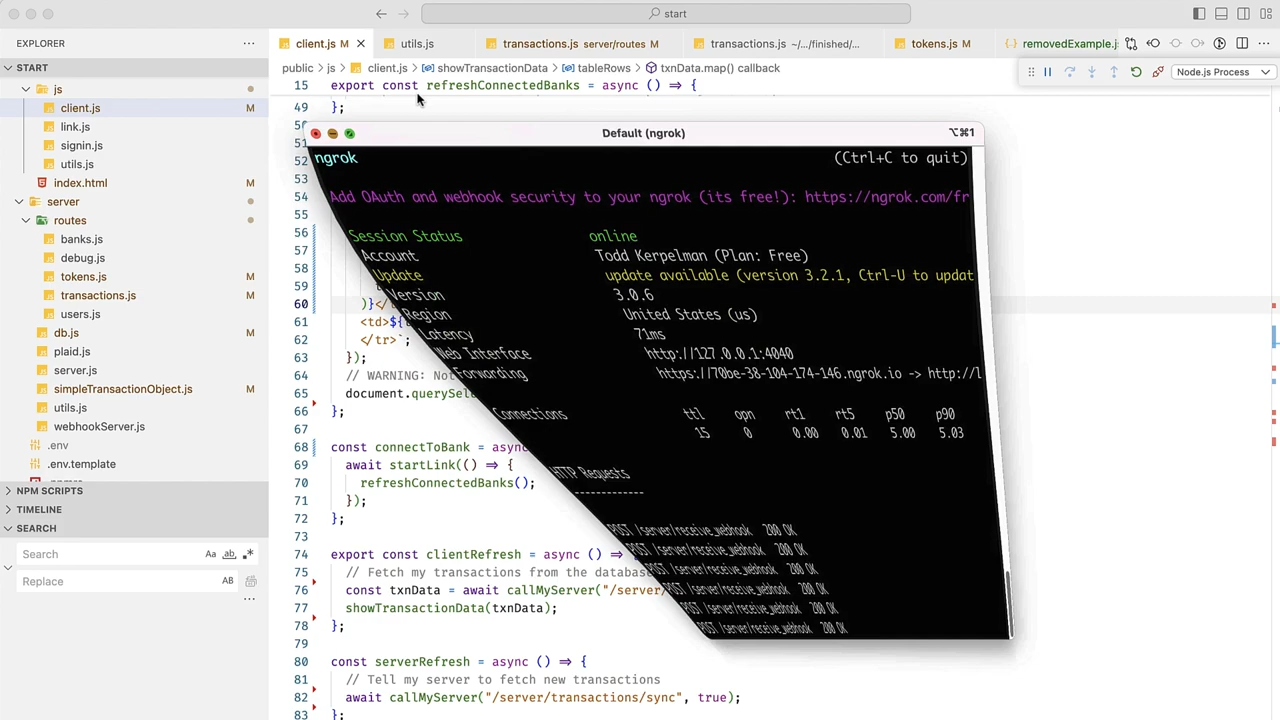 start
EXPLORER
client.js M
utils.js
transactions.js server/routes M
transactions.js ~/.../finished/...
tokens.js M
removedExample.js
START
public > js > client.js > showTransactionData > tableRows > txnData.map() callback
Node.js Process
js
client.js M
link.js
signin.js
utils.js
index.html M
server
routes
banks.js
debug.js
tokens.js M
transactions.js M
users.js
db.js M
plaid.js
server.js
simpleTransactionObject.js M
utils.js
webhookServer.js
.env
.env.template
NPM SCRIPTS
TIMELINE
SEARCH
Search
Aa ab .*
Replace
AB
15 export const refreshConnectedBanks = async () => {
49 };
51
52
53
54
55
56
57
58
59
60 )}</
61 <td>${
62 </tr>`;
63 });
64 // WARNING: Not
65 document.querySel
66 };
67
68 const connectToBank = async
69 await startLink(() => {
70 refreshConnectedBanks();
71 });
72 };
73
74 export const clientRefresh = async () =>
75 // Fetch my transactions from the database
76 const txnData = await callMyServer("/server/
77 showTransactionData(txnData);
78 };
79
80 const serverRefresh = async () => {
81 // Tell my server to fetch new transactions
82 await callMyServer("/server/transactions/sync", true);
83 };
Default (ngrok)
⌥⌘1
ngrok (Ctrl+C to quit)
Add OAuth and webhook security to your ngrok (its free!): https://ngrok.com/fr
Session Status online
Account Todd Kerpelman (Plan: Free)
Update update available (version 3.2.1, Ctrl-U to updat
Version 3.0.6
Region United States (us)
Latency 71ms
Web Interface http://127.0.0.1:4040
Forwarding https://70be-38-104-174-146.ngrok.io -> http://l
Connections ttl opn rt1 rt5 p50 p90
15 0 0.00 0.01 5.00 5.03
HTTP Requests
-------------
POST /server/receive_webhook 200 OK
POST /server/receive_webhook 200 OK
POST /server/receive_webhook 200 OK
POST /server/receive_webhook 200 OK
POST /server/receive_webhook 200 OK
POST /server/receive_webhook 200 OK